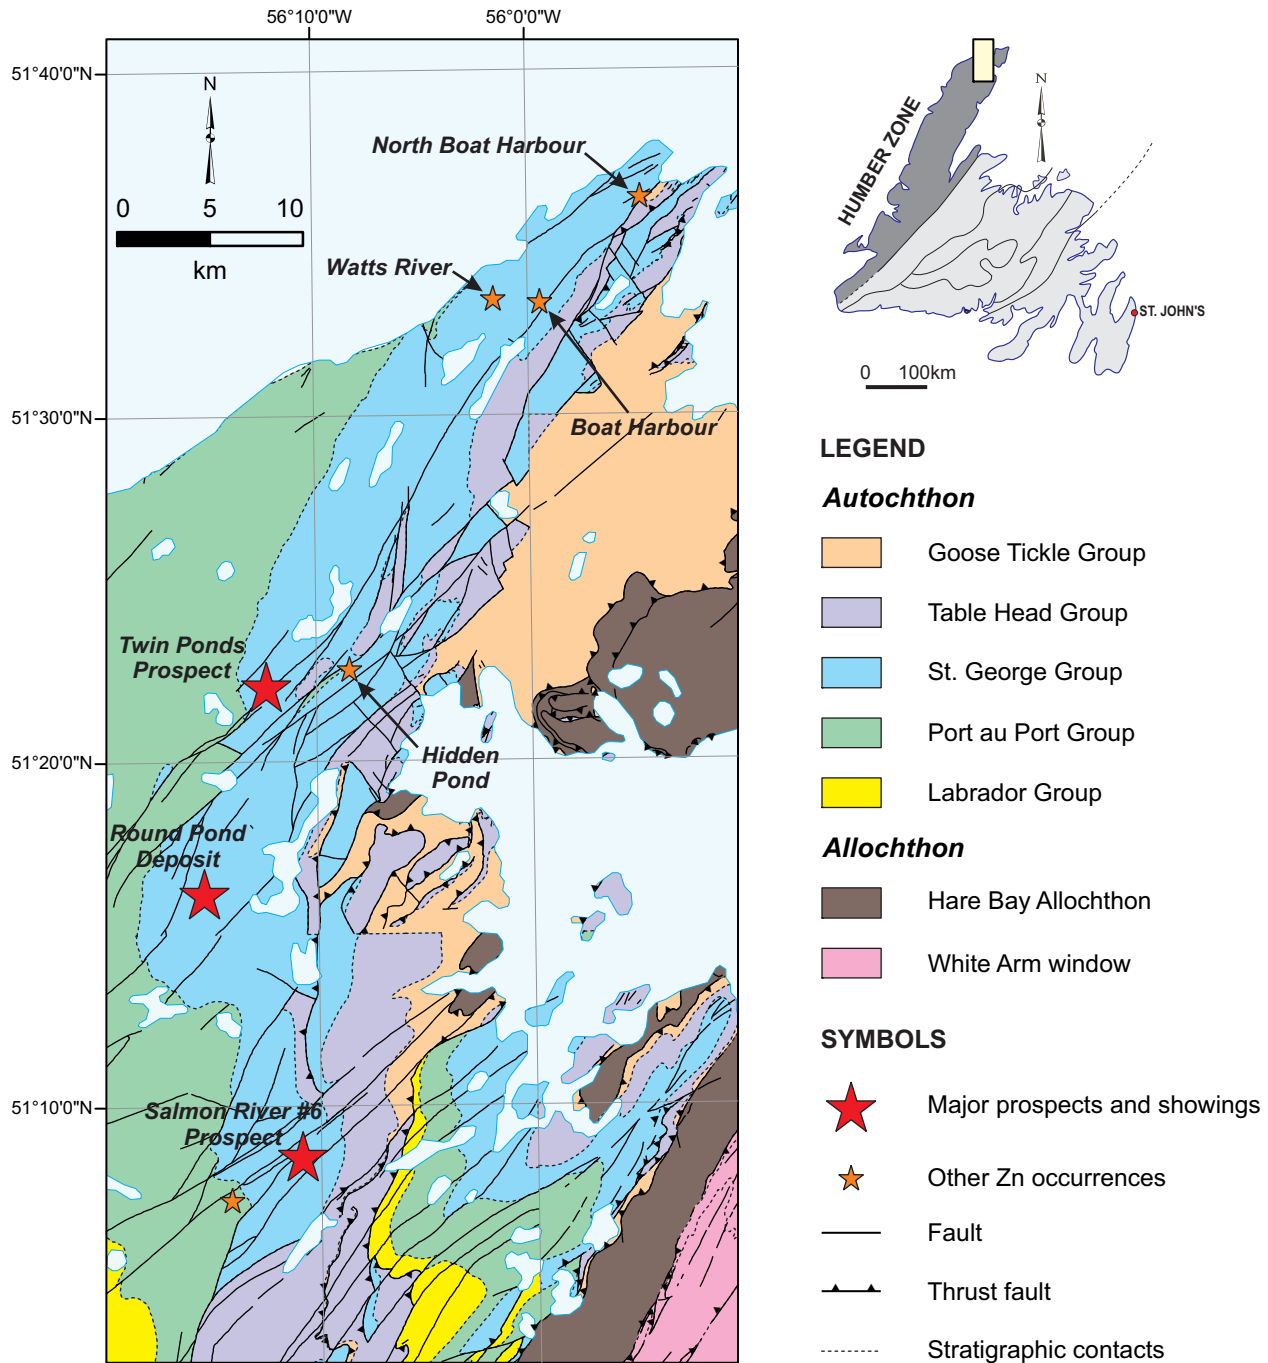 56°10'0"W
56°0'0"W
51°40'0"N
N
North Boat Harbour
0 5 10
km
Watts River
51°30'0"N
Boat Harbour
Twin Ponds
Prospect
Hidden
Pond
51°20'0"N
Round Pond
Deposit
51°10'0"N
Salmon River #6
Prospect
HUMBER ZONE
N
ST. JOHN'S
0 100km
LEGEND
Autochthon
Goose Tickle Group
Table Head Group
St. George Group
Port au Port Group
Labrador Group
Allochthon
Hare Bay Allochthon
White Arm window
SYMBOLS
Major prospects and showings
Other Zn occurrences
Fault
Thrust fault
Stratigraphic contacts